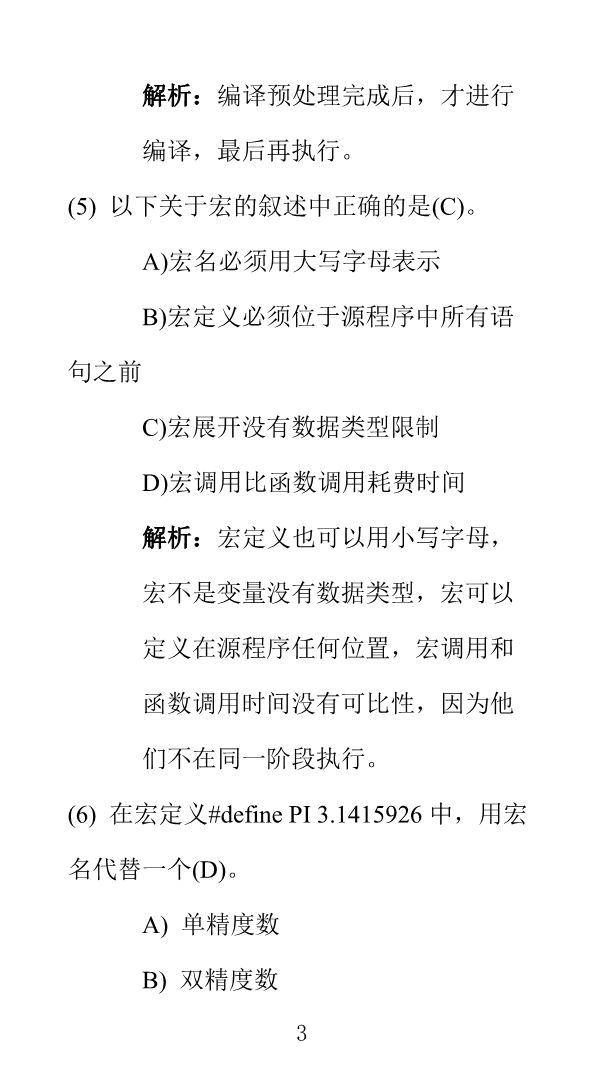 解析：编译预处理完成后，才进行
编译，最后再执行。
(5) 以下关于宏的叙述中正确的是(C)。
A)宏名必须用大写字母表示
B)宏定义必须位于源程序中所有语
句之前
C)宏展开没有数据类型限制
D)宏调用比函数调用耗费时间
解析：宏定义也可以用小写字母，
宏不是变量没有数据类型，宏可以
定义在源程序任何位置，宏调用和
函数调用时间没有可比性，因为他
们不在同一阶段执行。
(6) 在宏定义#define PI 3.1415926 中，用宏
名代替一个(D)。
A) 单精度数
B) 双精度数
3